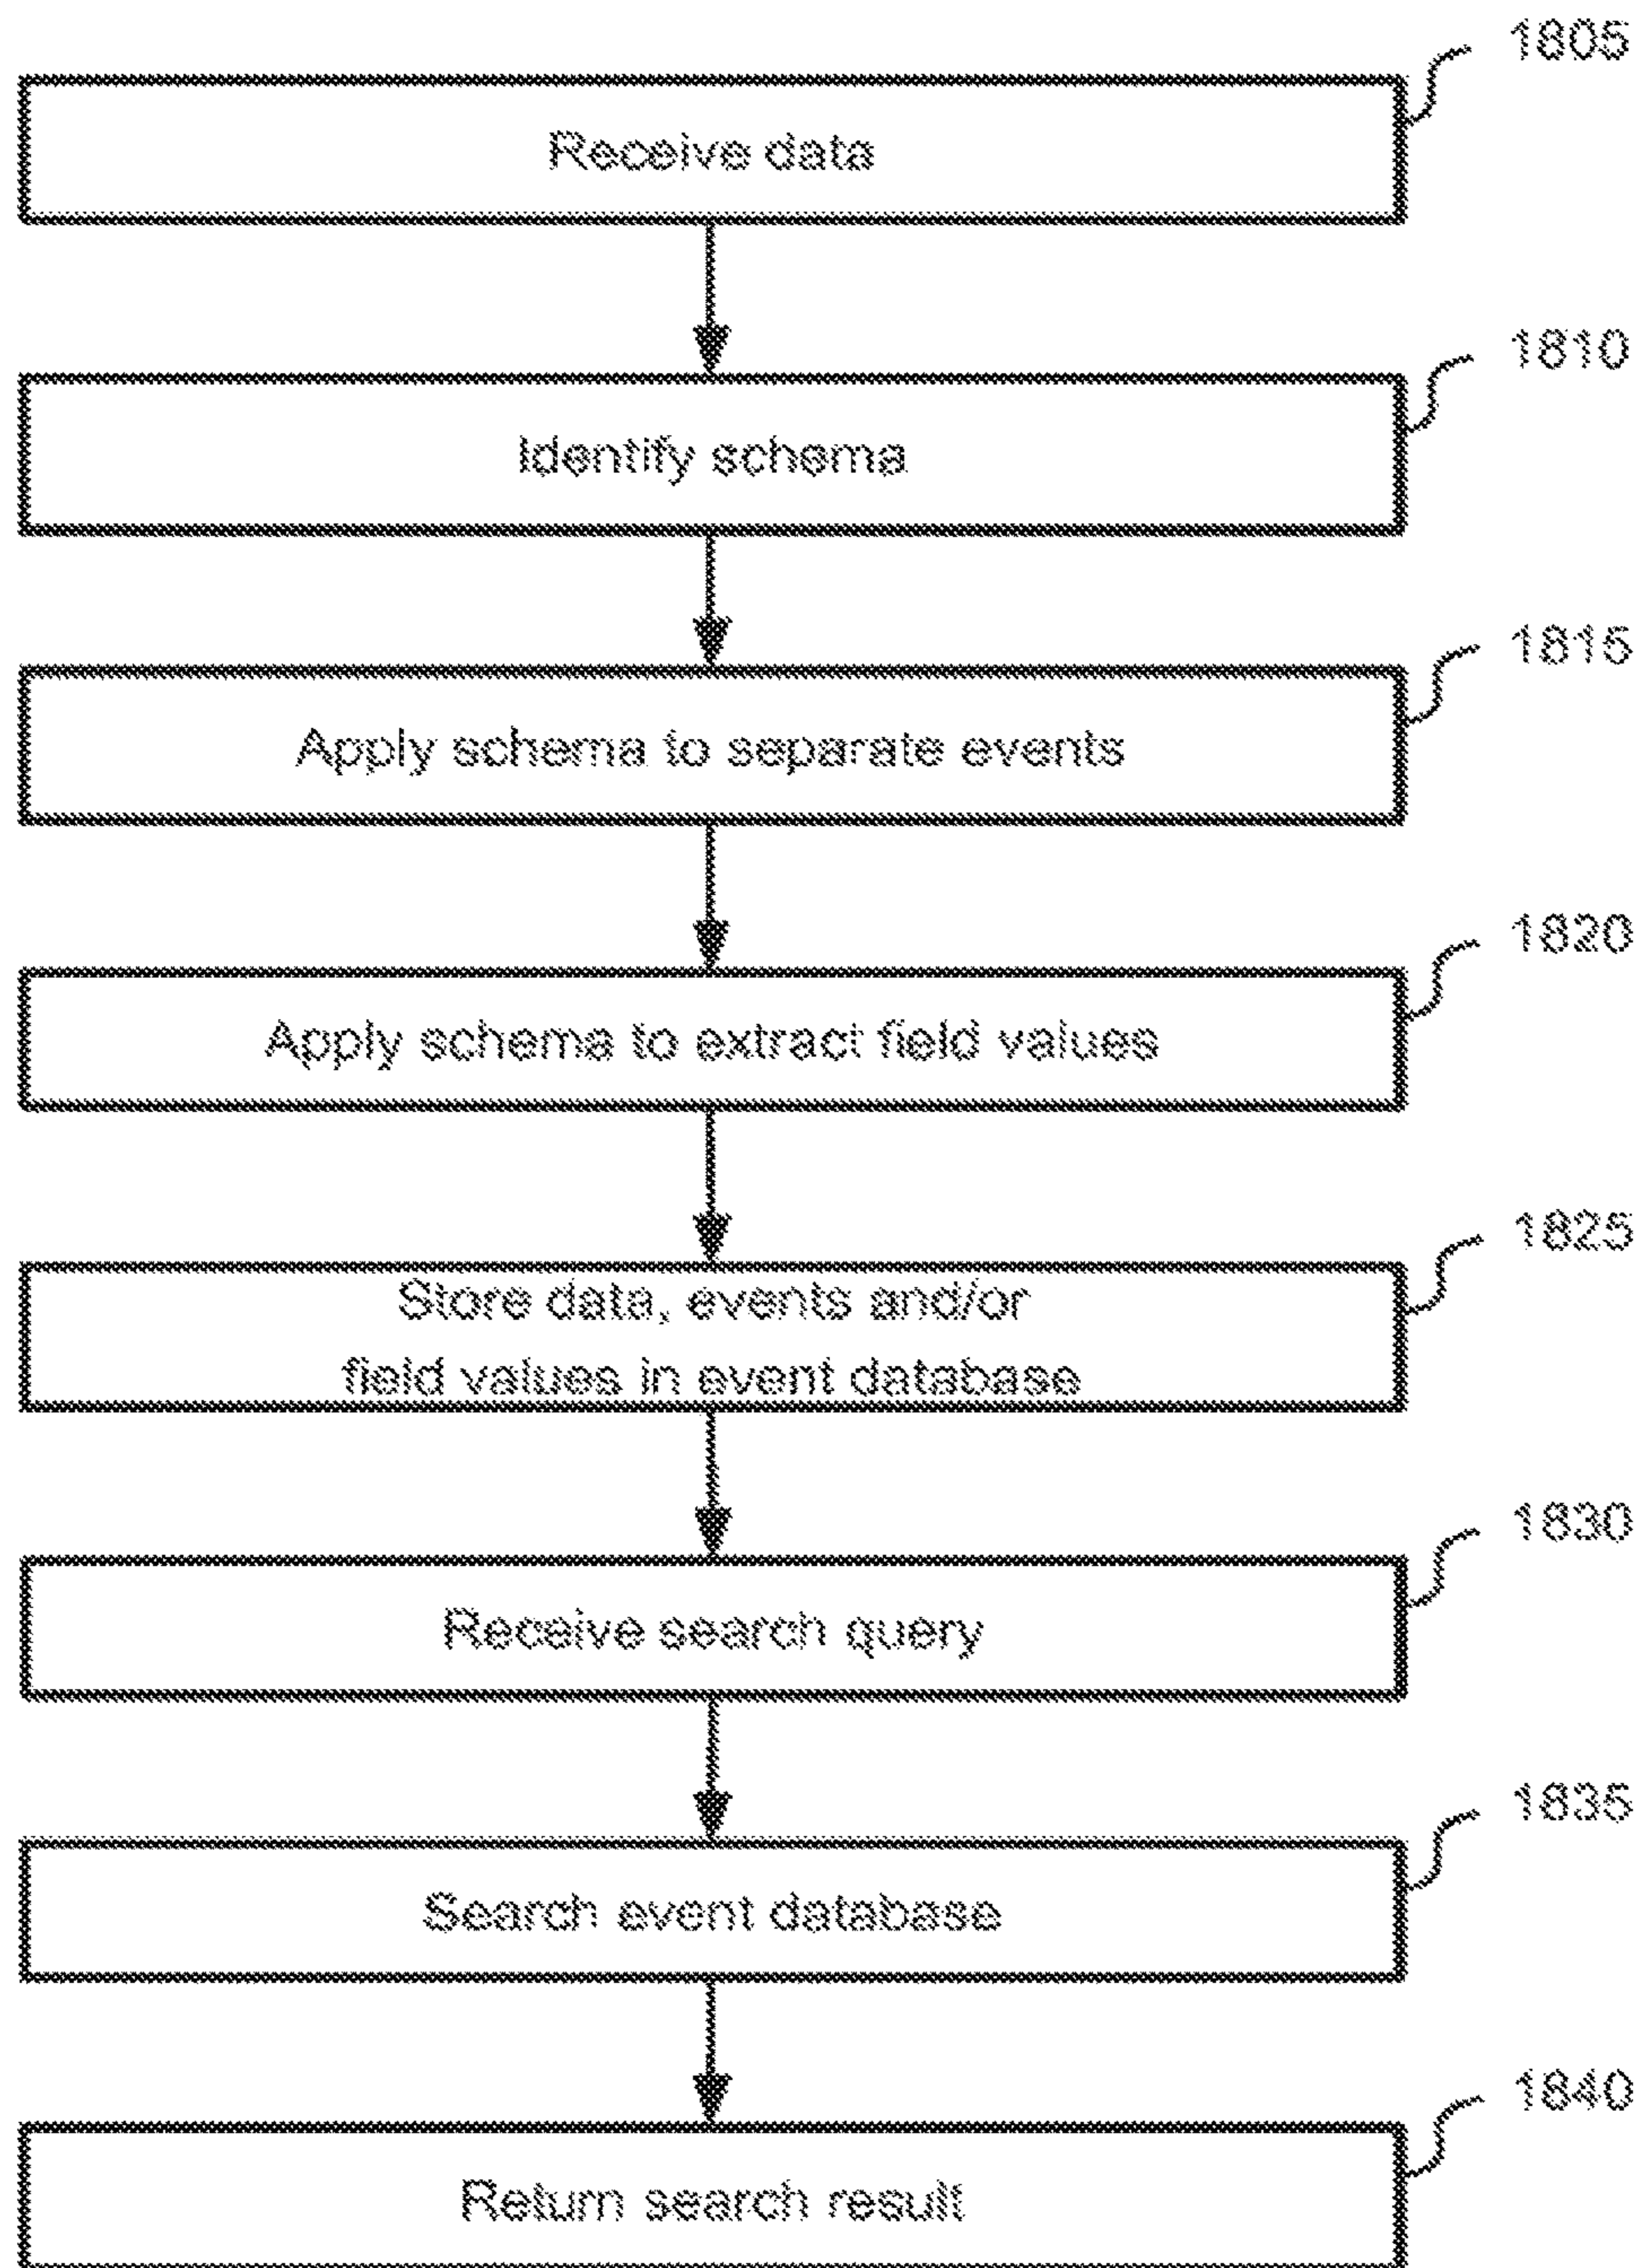 1805
Receive data
1810
Identify schema
1815
Apply schema to separate events
1820
Apply schema to extract field values
1825
Store data, events and/or
field values in event database
1830
Receive search query
1835
Search event database
1840
Return search result